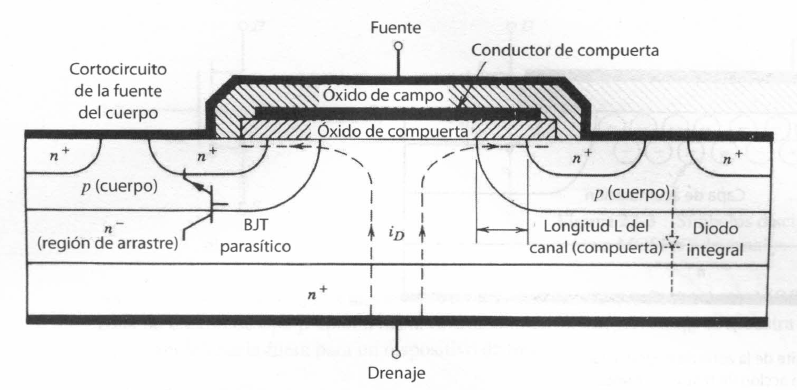 Fuente
Conductor de compuerta
Cortocircuito
de la fuente
del cuerpo
Óxido de campo
Óxido de compuerta
n+
n+
n+
n+
p (cuerpo)
p (cuerpo)
n−
(región de arrastre)
BJT
parasítico
iD
Longitud L del
canal (compuerta)
Diodo
integral
n+
Drenaje